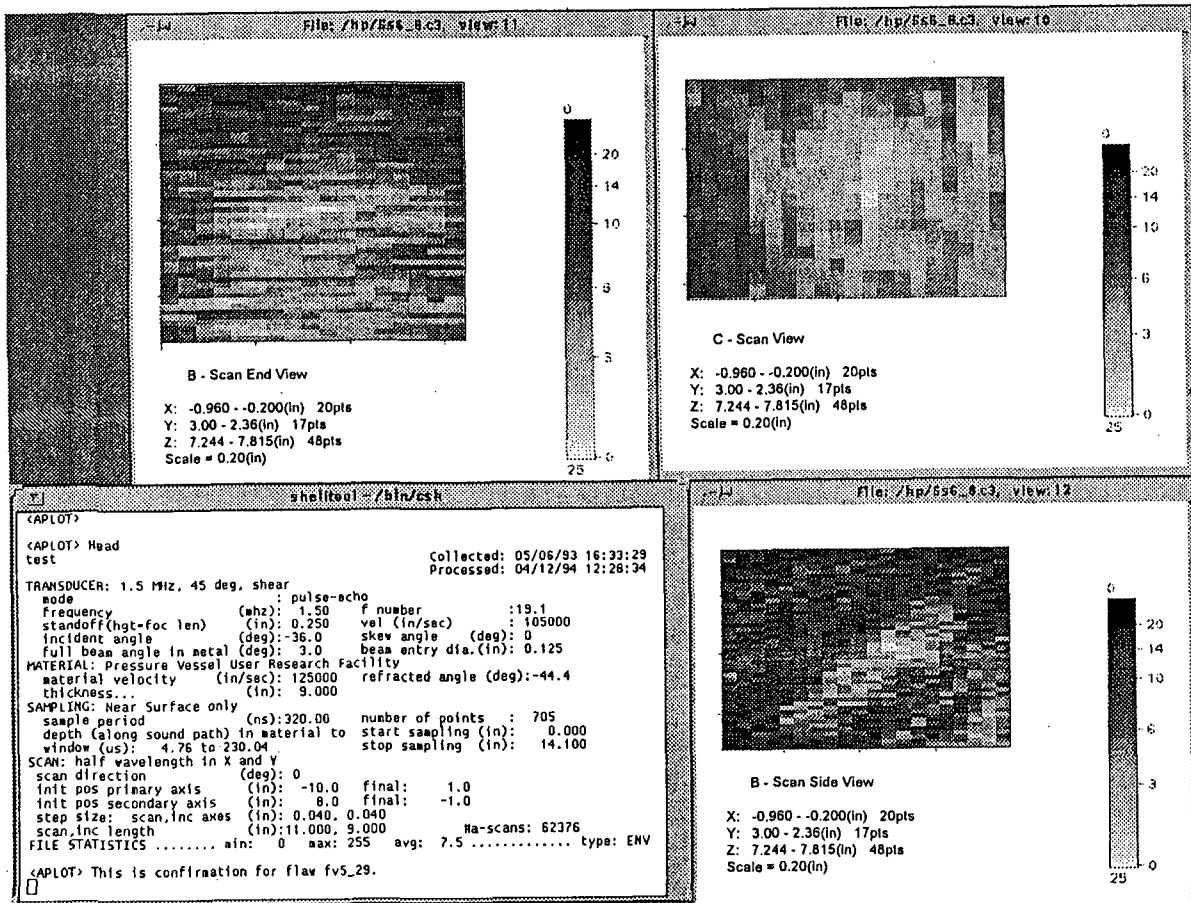 File: /hp/5s6_8.c3, view:11
0
20
14
10
6
3
0
25
B - Scan End View
X: -0.960 - -0.200(in) 20pts
Y: 3.00 - 2.36(in) 17pts
Z: 7.244 - 7.815(in) 48pts
Scale = 0.20(in)
File: /hp/5s6_8.c3, view:10
0
20
14
10
6
3
0
25
C - Scan View
X: -0.960 - -0.200(in) 20pts
Y: 3.00 - 2.36(in) 17pts
Z: 7.244 - 7.815(in) 48pts
Scale = 0.20(in)
shelltool - /bin/csh
<APLOT>
<APLOT> Head
test Collected: 05/06/93 16:33:29
Processed: 04/12/94 12:28:34
TRANSDUCER: 1.5 MHz, 45 deg, shear
mode : pulse-echo
frequency (mhz): 1.50 f number :19.1
standoff(hgt-foc len) (in): 0.250 vel (in/sec) : 105000
incident angle (deg):-36.0 skew angle (deg): 0
full beam angle in metal (deg): 3.0 beam entry dia.(in): 0.125
MATERIAL: Pressure Vessel User Research Facility
material velocity (in/sec): 125000 refracted angle (deg):-44.4
thickness... (in): 9.000
SAMPLING: Near Surface only
sample period (ns):320.00 number of points : 705
depth (along sound path) in material to start sampling (in): 0.000
window (us): 4.76 to 230.04 stop sampling (in): 14.100
SCAN: half wavelength in X and Y
scan direction (deg): 0
init pos primary axis (in): -10.0 final: 1.0
init pos secondary axis (in): 8.0 final: -1.0
step size: scan,inc axes (in): 0.040, 0.040
scan,inc length (in):11.000, 9.000 #a-scans: 62376
FILE STATISTICS ........ min: 0 max: 255 avg: 7.5 ............. type: ENV
<APLOT> This is confirmation for flaw fv5_29.
File: /hp/5s6_8.c3, view:12
0
20
14
10
6
3
0
25
B - Scan Side View
X: -0.960 - -0.200(in) 20pts
Y: 3.00 - 2.36(in) 17pts
Z: 7.244 - 7.815(in) 48pts
Scale = 0.20(in)